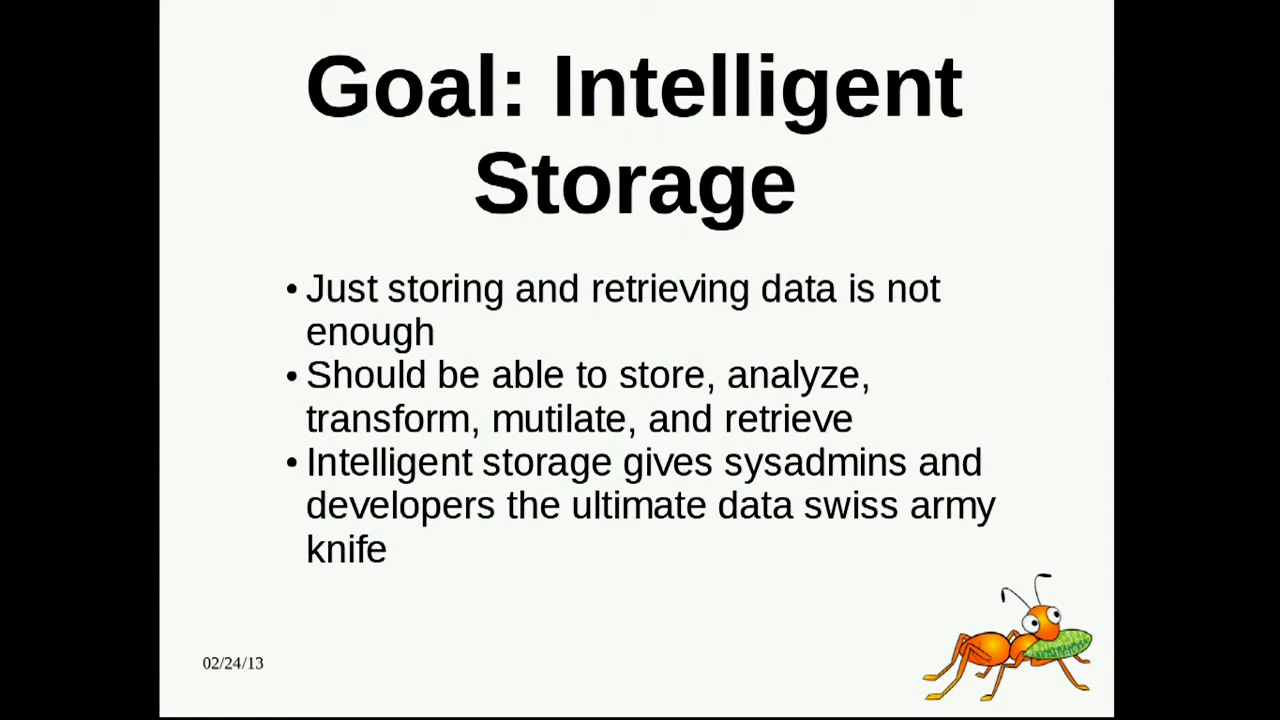 Goal: Intelligent
Storage
• Just storing and retrieving data is not
enough
• Should be able to store, analyze,
transform, mutilate, and retrieve
• Intelligent storage gives sysadmins and
developers the ultimate data swiss army
knife
02/24/13